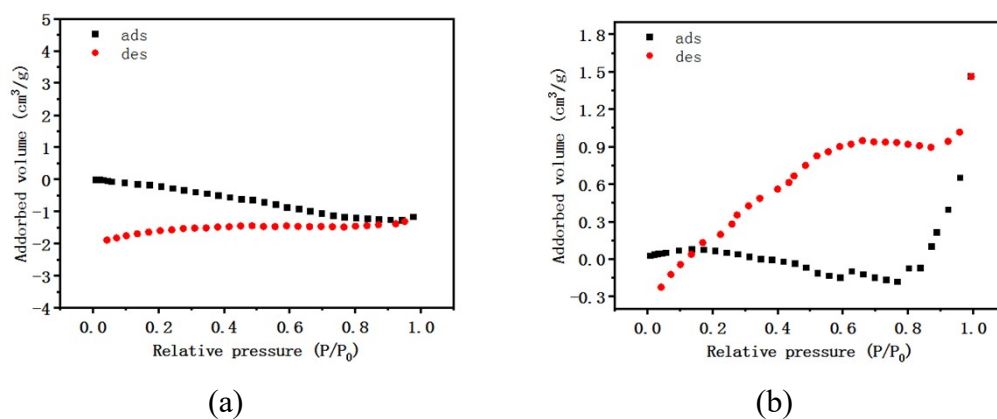 5
4
3
2
1
0
-1
-2
-3
-4
Addorbed volume (cm³/g)
ads
des
0.0 0.2 0.4 0.6 0.8 1.0
Relative pressure (P/P₀)
(a)
1.8
1.5
1.2
0.9
0.6
0.3
0.0
-0.3
Addorbed volume (cm³/g)
ads
des
0.0 0.2 0.4 0.6 0.8 1.0
Relative pressure (P/P₀)
(b)